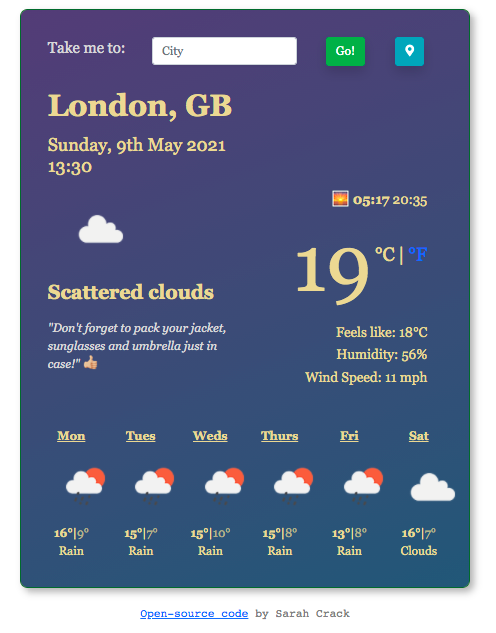 Take me to:
City
Go!
London, GB
Sunday, 9th May 2021
13:30
05:17 20:35
19 °C | °F
Scattered clouds
"Don't forget to pack your jacket,
sunglasses and umbrella just in
case!" 👍🏼
Feels like: 18°C
Humidity: 56%
Wind Speed: 11 mph
Mon Tues Weds Thurs Fri Sat
16°|9° 15°|7° 15°|10° 15°|8° 13°|8° 16°|7°
Rain Rain Rain Rain Rain Clouds
Open-source code by Sarah Crack